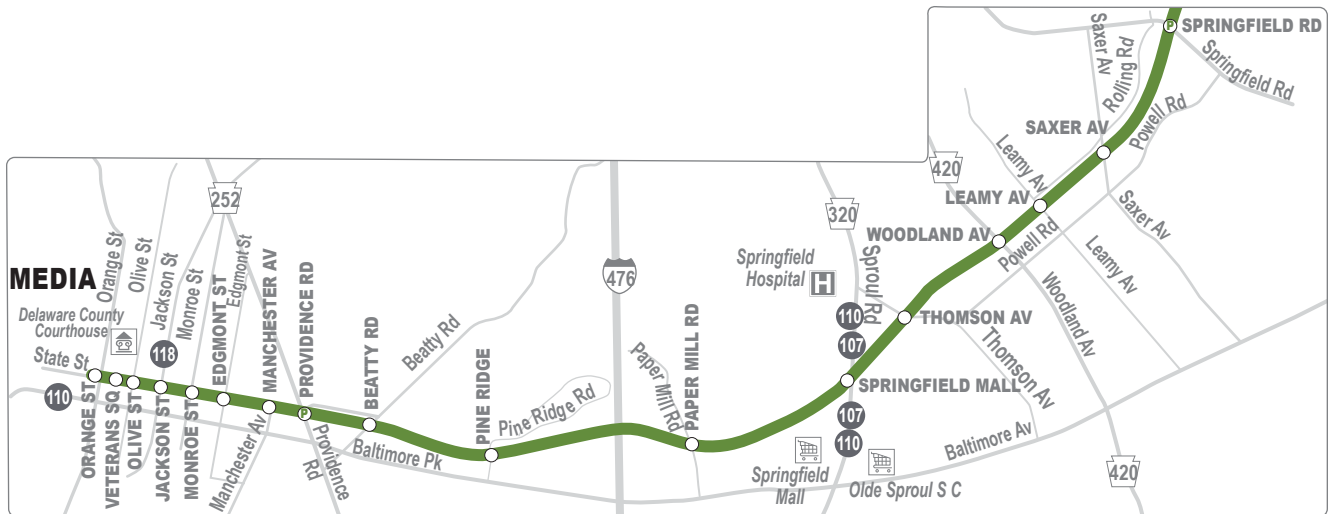 SPRINGFIELD RD
P
Saxer Av
Rolling Rd
Springfield Rd
Powell Rd
SAXER AV
Leamy Av
420
LEAMY AV
252
320
WOODLAND AV
Powell Rd
Saxer Av
Leamy Av
MEDIA
Orange St
Olive St
Jackson St
Monroe St
EDGMONT ST
Edgmont St
MANCHESTER AV
PROVIDENCE RD
476
Springfield
Hospital
H
Sproul Rd
Woodland Av
Delaware County
Courthouse
110
THOMSON AV
118
107
State St
BEATTY RD
Beatty Rd
PAPER MILL RD
Paper Mill Rd
SPRINGFIELD MALL
Thomson Av
110
P
PINE RIDGE
Pine Ridge Rd
107
110
ORANGE ST
VETERANS SQ
OLIVE ST
JACKSON ST
MONROE ST
Manchester Av
Providence
Rd
Baltimore Pk
Baltimore Av
Springfield
Mall
Olde Sproul S C
420